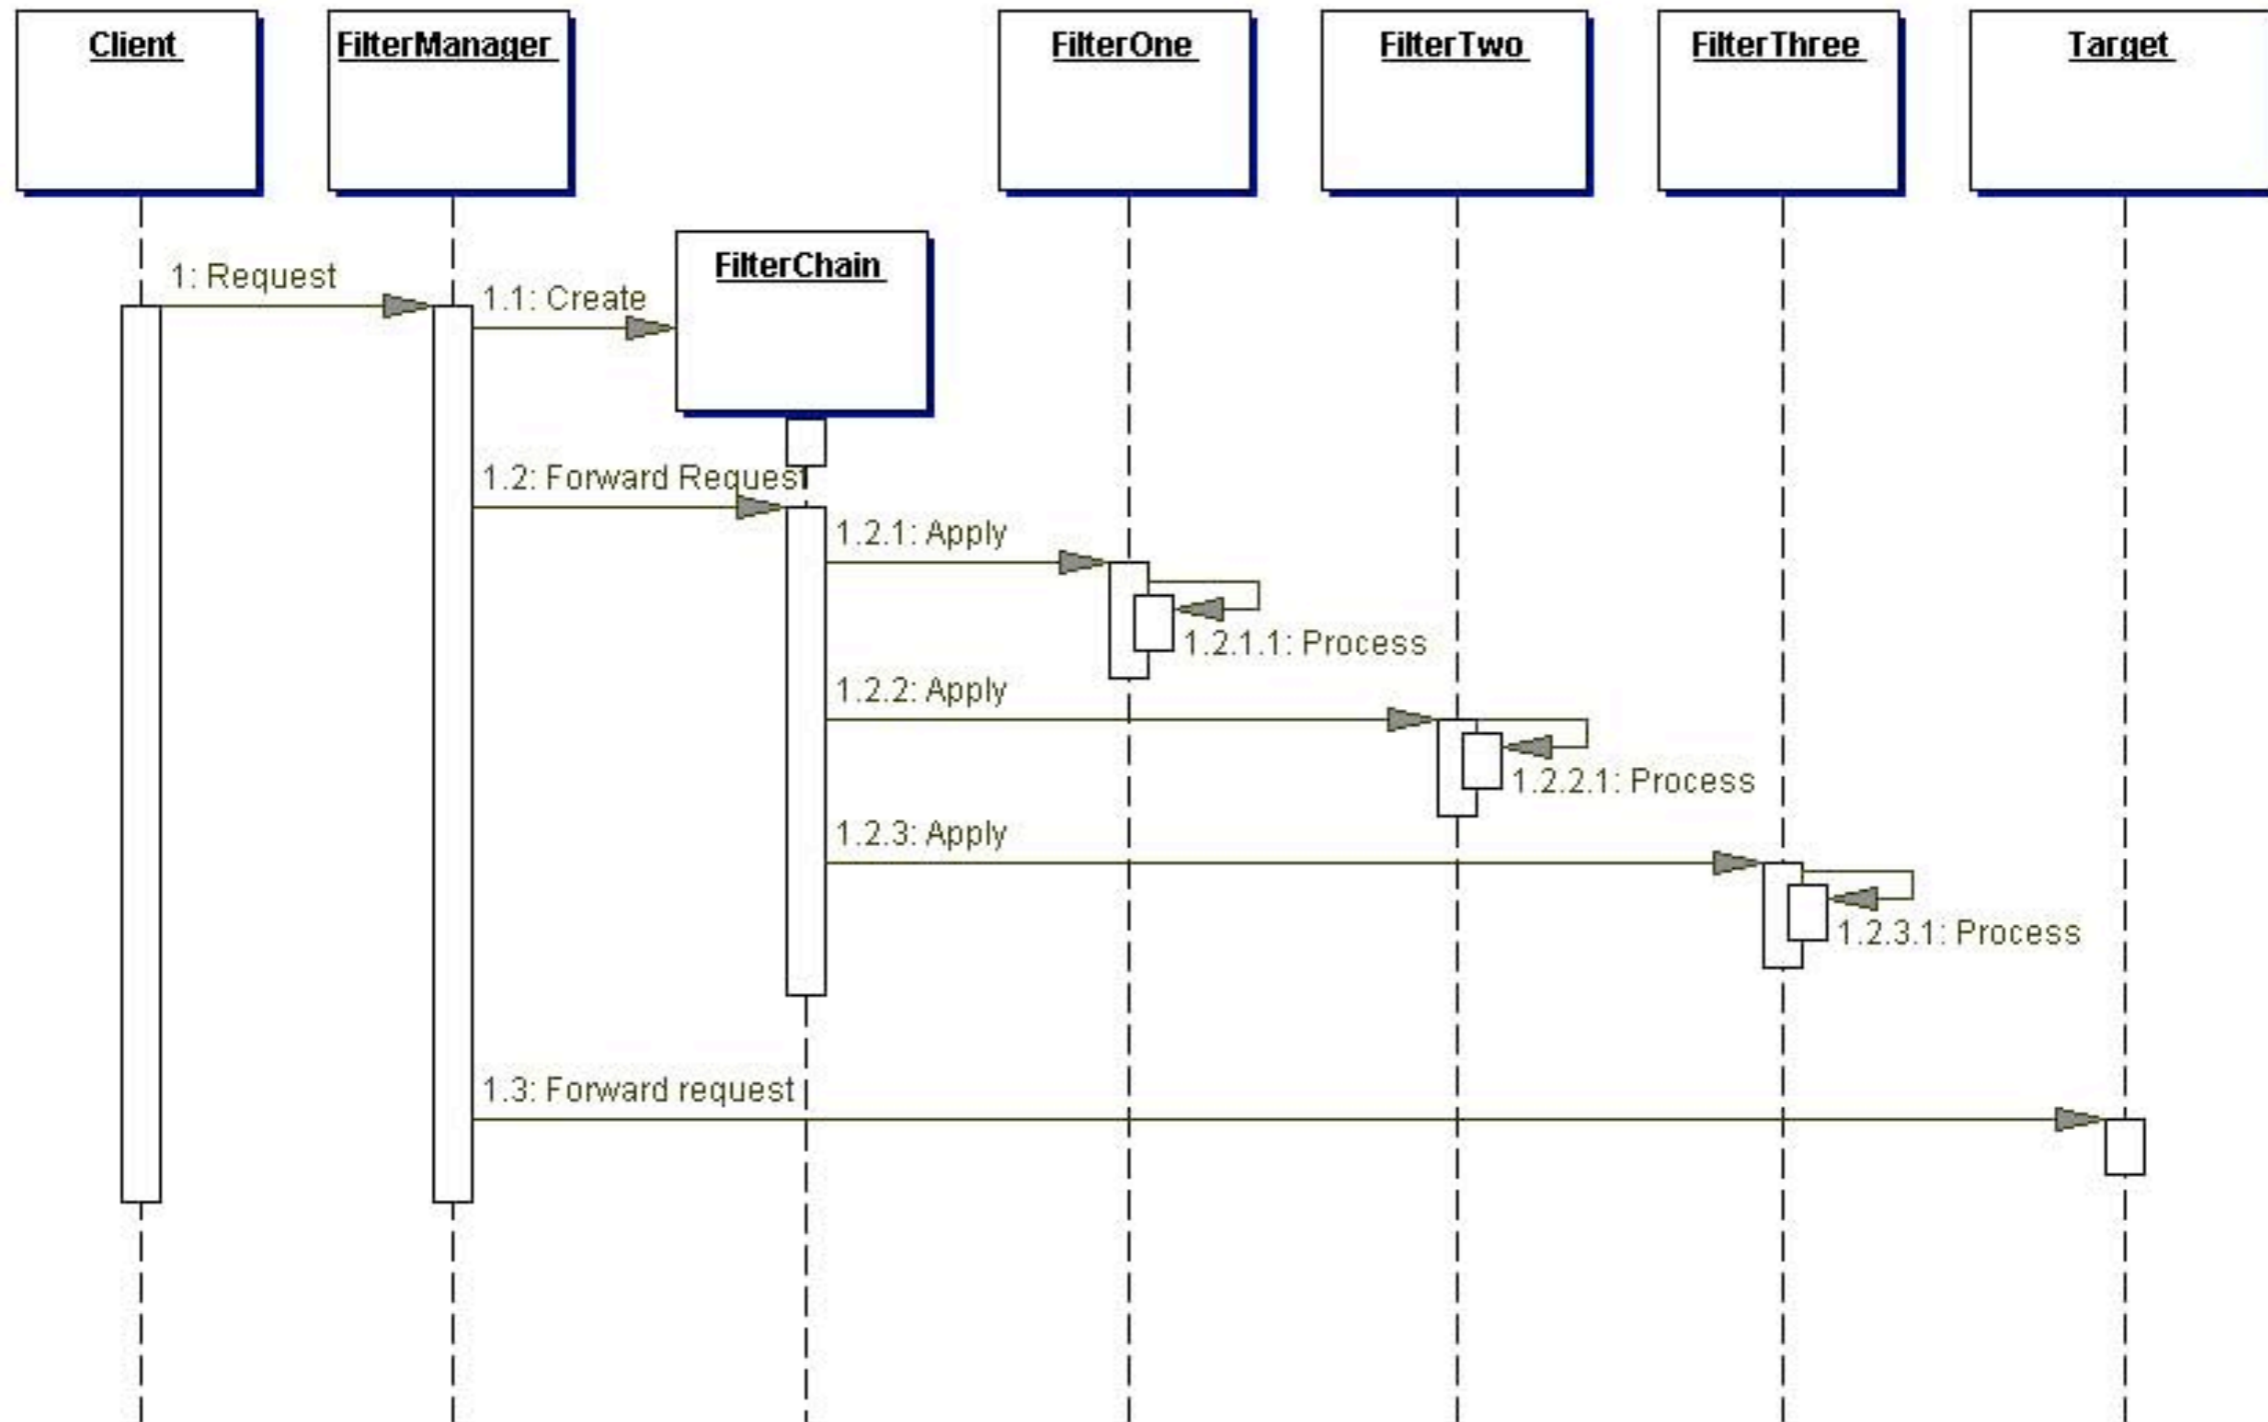 Client
FilterManager
FilterOne
FilterTwo
FilterThree
Target
FilterChain
1: Request
1.1: Create
1.2: Forward Request
1.2.1: Apply
1.2.1.1: Process
1.2.2: Apply
1.2.2.1: Process
1.2.3: Apply
1.2.3.1: Process
1.3: Forward request